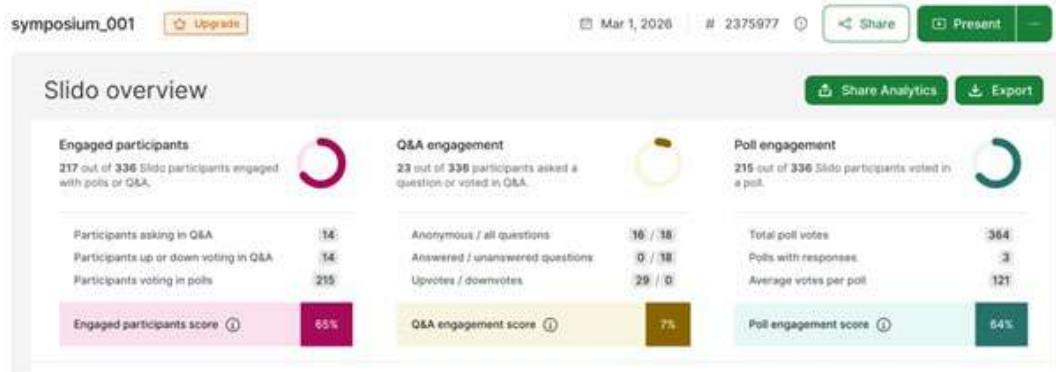 symposium_001
Upgrade
Mar 1, 2026
# 2375977
Share
Present
Slido overview
Share Analytics
Export
Engaged participants
217 out of 336 Slido participants engaged
with polls or Q&A.
Participants asking in Q&A 14
Participants up or down voting in Q&A 14
Participants voting in polls 215
Engaged participants score 65%
Q&A engagement
23 out of 336 participants asked a
question or voted in Q&A.
Anonymous / all questions 16 / 18
Answered / unanswered questions 0 / 18
Upvotes / downvotes 29 / 0
Q&A engagement score 7%
Poll engagement
215 out of 336 Slido participants voted in
a poll.
Total poll votes 364
Polls with responses 3
Average votes per poll 121
Poll engagement score 64%